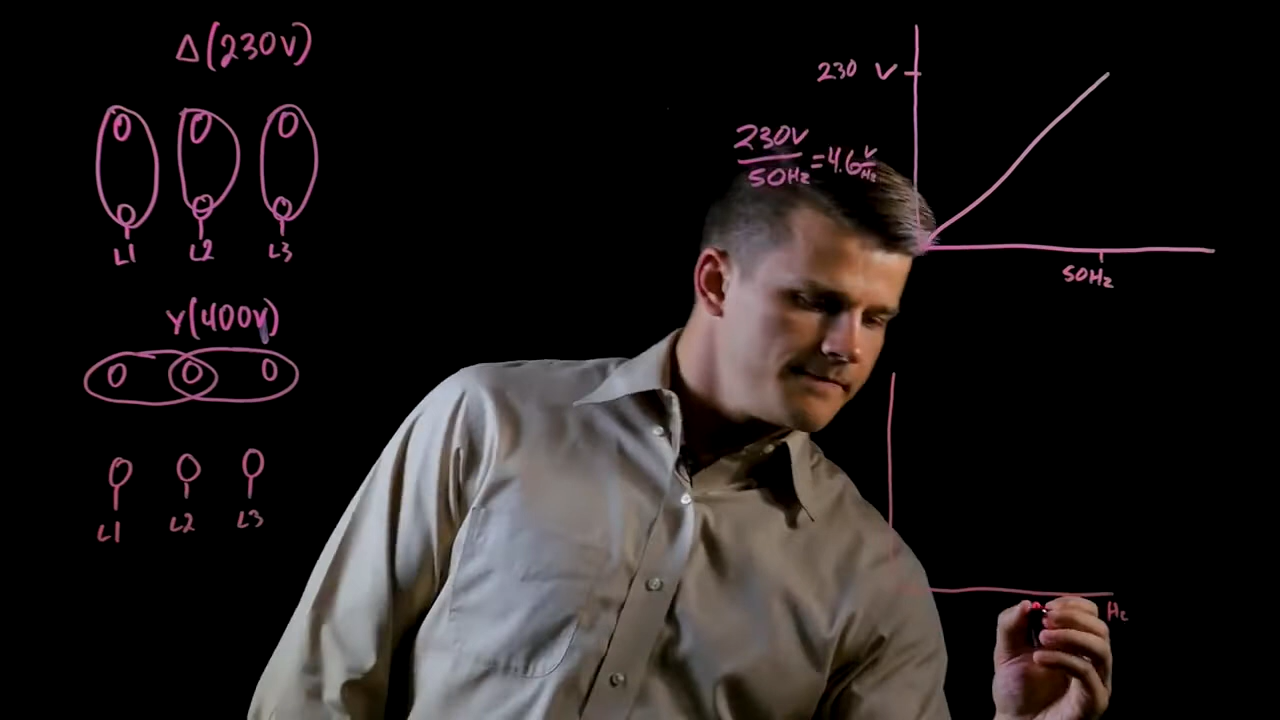 Δ(230V)
0 0 0
0 0 0
L1 L2 L3
Y(400V)
0 0 0
0 0 0
L1 L2 L3
230 V
230V
50Hz
=4.6 V/Hz
50Hz
Hz